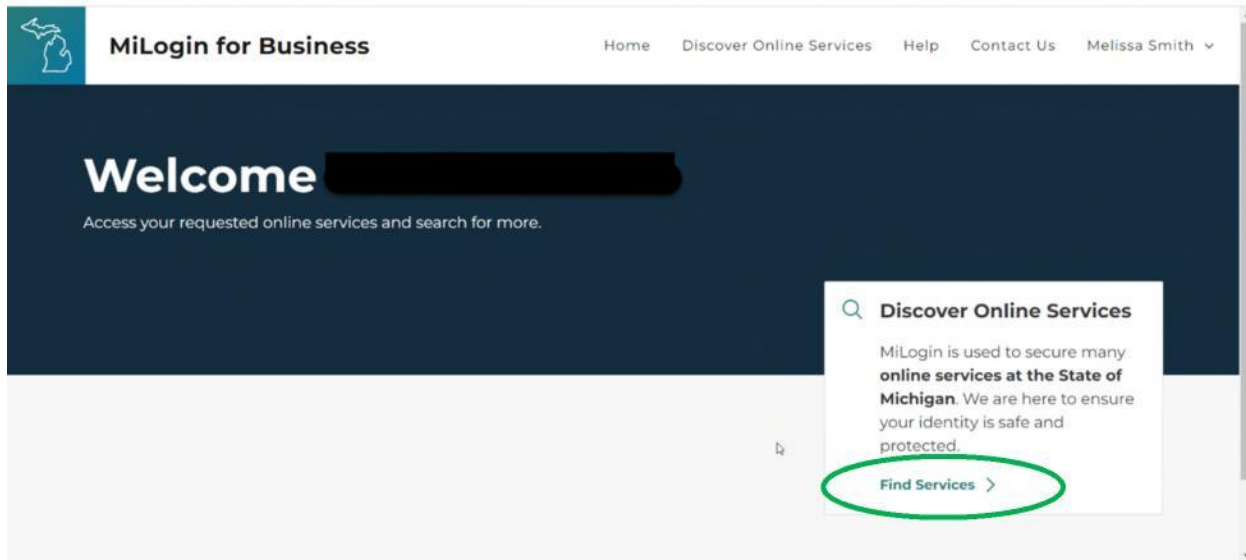 MiLogin for Business
Home Discover Online Services Help Contact Us Melissa Smith
Welcome
Access your requested online services and search for more.
Discover Online Services
MiLogin is used to secure many
online services at the State of
Michigan. We are here to ensure
your identity is safe and
protected.
Find Services